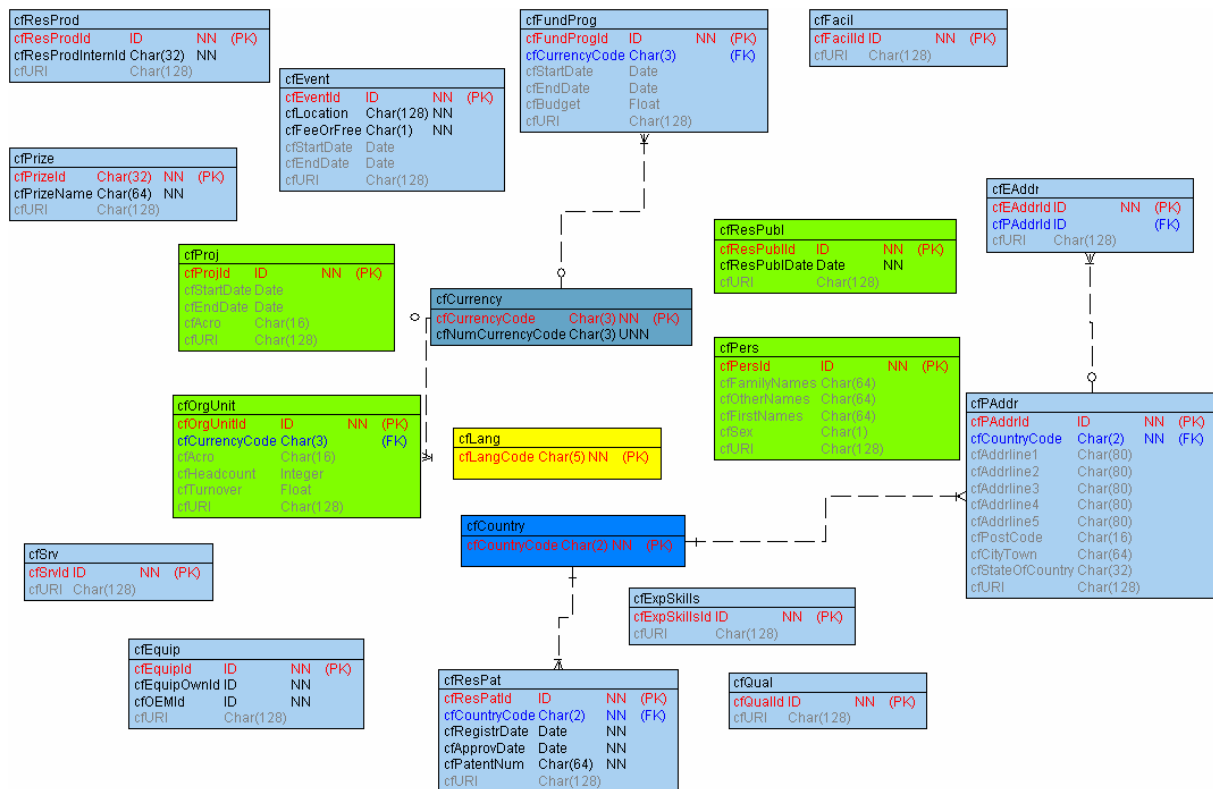 cfResProd
cfResProdId ID NN (PK)
cfResProdInternId Char(32) NN
cfURI Char(128)
cfEvent
cfEventId ID NN (PK)
cfLocation Char(128) NN
cfFeeOrFree Char(1) NN
cfStartDate Date
cfEndDate Date
cfURI Char(128)
cfFundProg
cfFundProgId ID NN (PK)
cfCurrencyCode Char(3) (FK)
cfStartDate Date
cfEndDate Date
cfBudget Float
cfURI Char(128)
cfFacil
cfFacilId ID NN (PK)
cfURI Char(128)
cfPrize
cfPrizeId Char(32) NN (PK)
cfPrizeName Char(64) NN
cfURI Char(128)
cfEAddr
cfEAddrId ID NN (PK)
cfPAddrId ID (FK)
cfURI Char(128)
cfProj
cfProjId ID NN (PK)
cfStartDate Date
cfEndDate Date
cfAcro Char(16)
cfURI Char(128)
cfResPubl
cfResPublId ID NN (PK)
cfResPublDate Date NN
cfURI Char(128)
cfCurrency
cfCurrencyCode Char(3) NN (PK)
cfNumCurrencyCode Char(3) UNN
cfPers
cfPersId ID NN (PK)
cfFamilyNames Char(64)
cfOtherNames Char(64)
cfFirstNames Char(64)
cfSex Char(1)
cfURI Char(128)
cfOrgUnit
cfOrgUnitId ID NN (PK)
cfCurrencyCode Char(3) (FK)
cfAcro Char(16)
cfHeadcount Integer
cfTurnover Float
cfURI Char(128)
cfPAddr
cfPAddrId ID NN (PK)
cfCountryCode Char(2) NN (FK)
cfAddrline1 Char(80)
cfAddrline2 Char(80)
cfAddrline3 Char(80)
cfAddrline4 Char(80)
cfAddrline5 Char(80)
cfPostCode Char(16)
cfCityTown Char(64)
cfStateOfCountry Char(32)
cfURI Char(128)
cfLang
cfLangCode Char(5) NN (PK)
cfCountry
cfCountryCode Char(2) NN (PK)
cfSrv
cfSrvId ID NN (PK)
cfURI Char(128)
cfExpSkills
cfExpSkillsId ID NN (PK)
cfURI Char(128)
cfEquip
cfEquipId ID NN (PK)
cfEquipOwnId ID NN
cfOEMId ID NN
cfURI Char(128)
cfResPat
cfResPatId ID NN (PK)
cfCountryCode Char(2) NN (FK)
cfRegistrDate Date NN
cfApprovDate Date NN
cfPatentNum Char(64) NN
cfURI Char(128)
cfQual
cfQualId ID NN (PK)
cfURI Char(128)